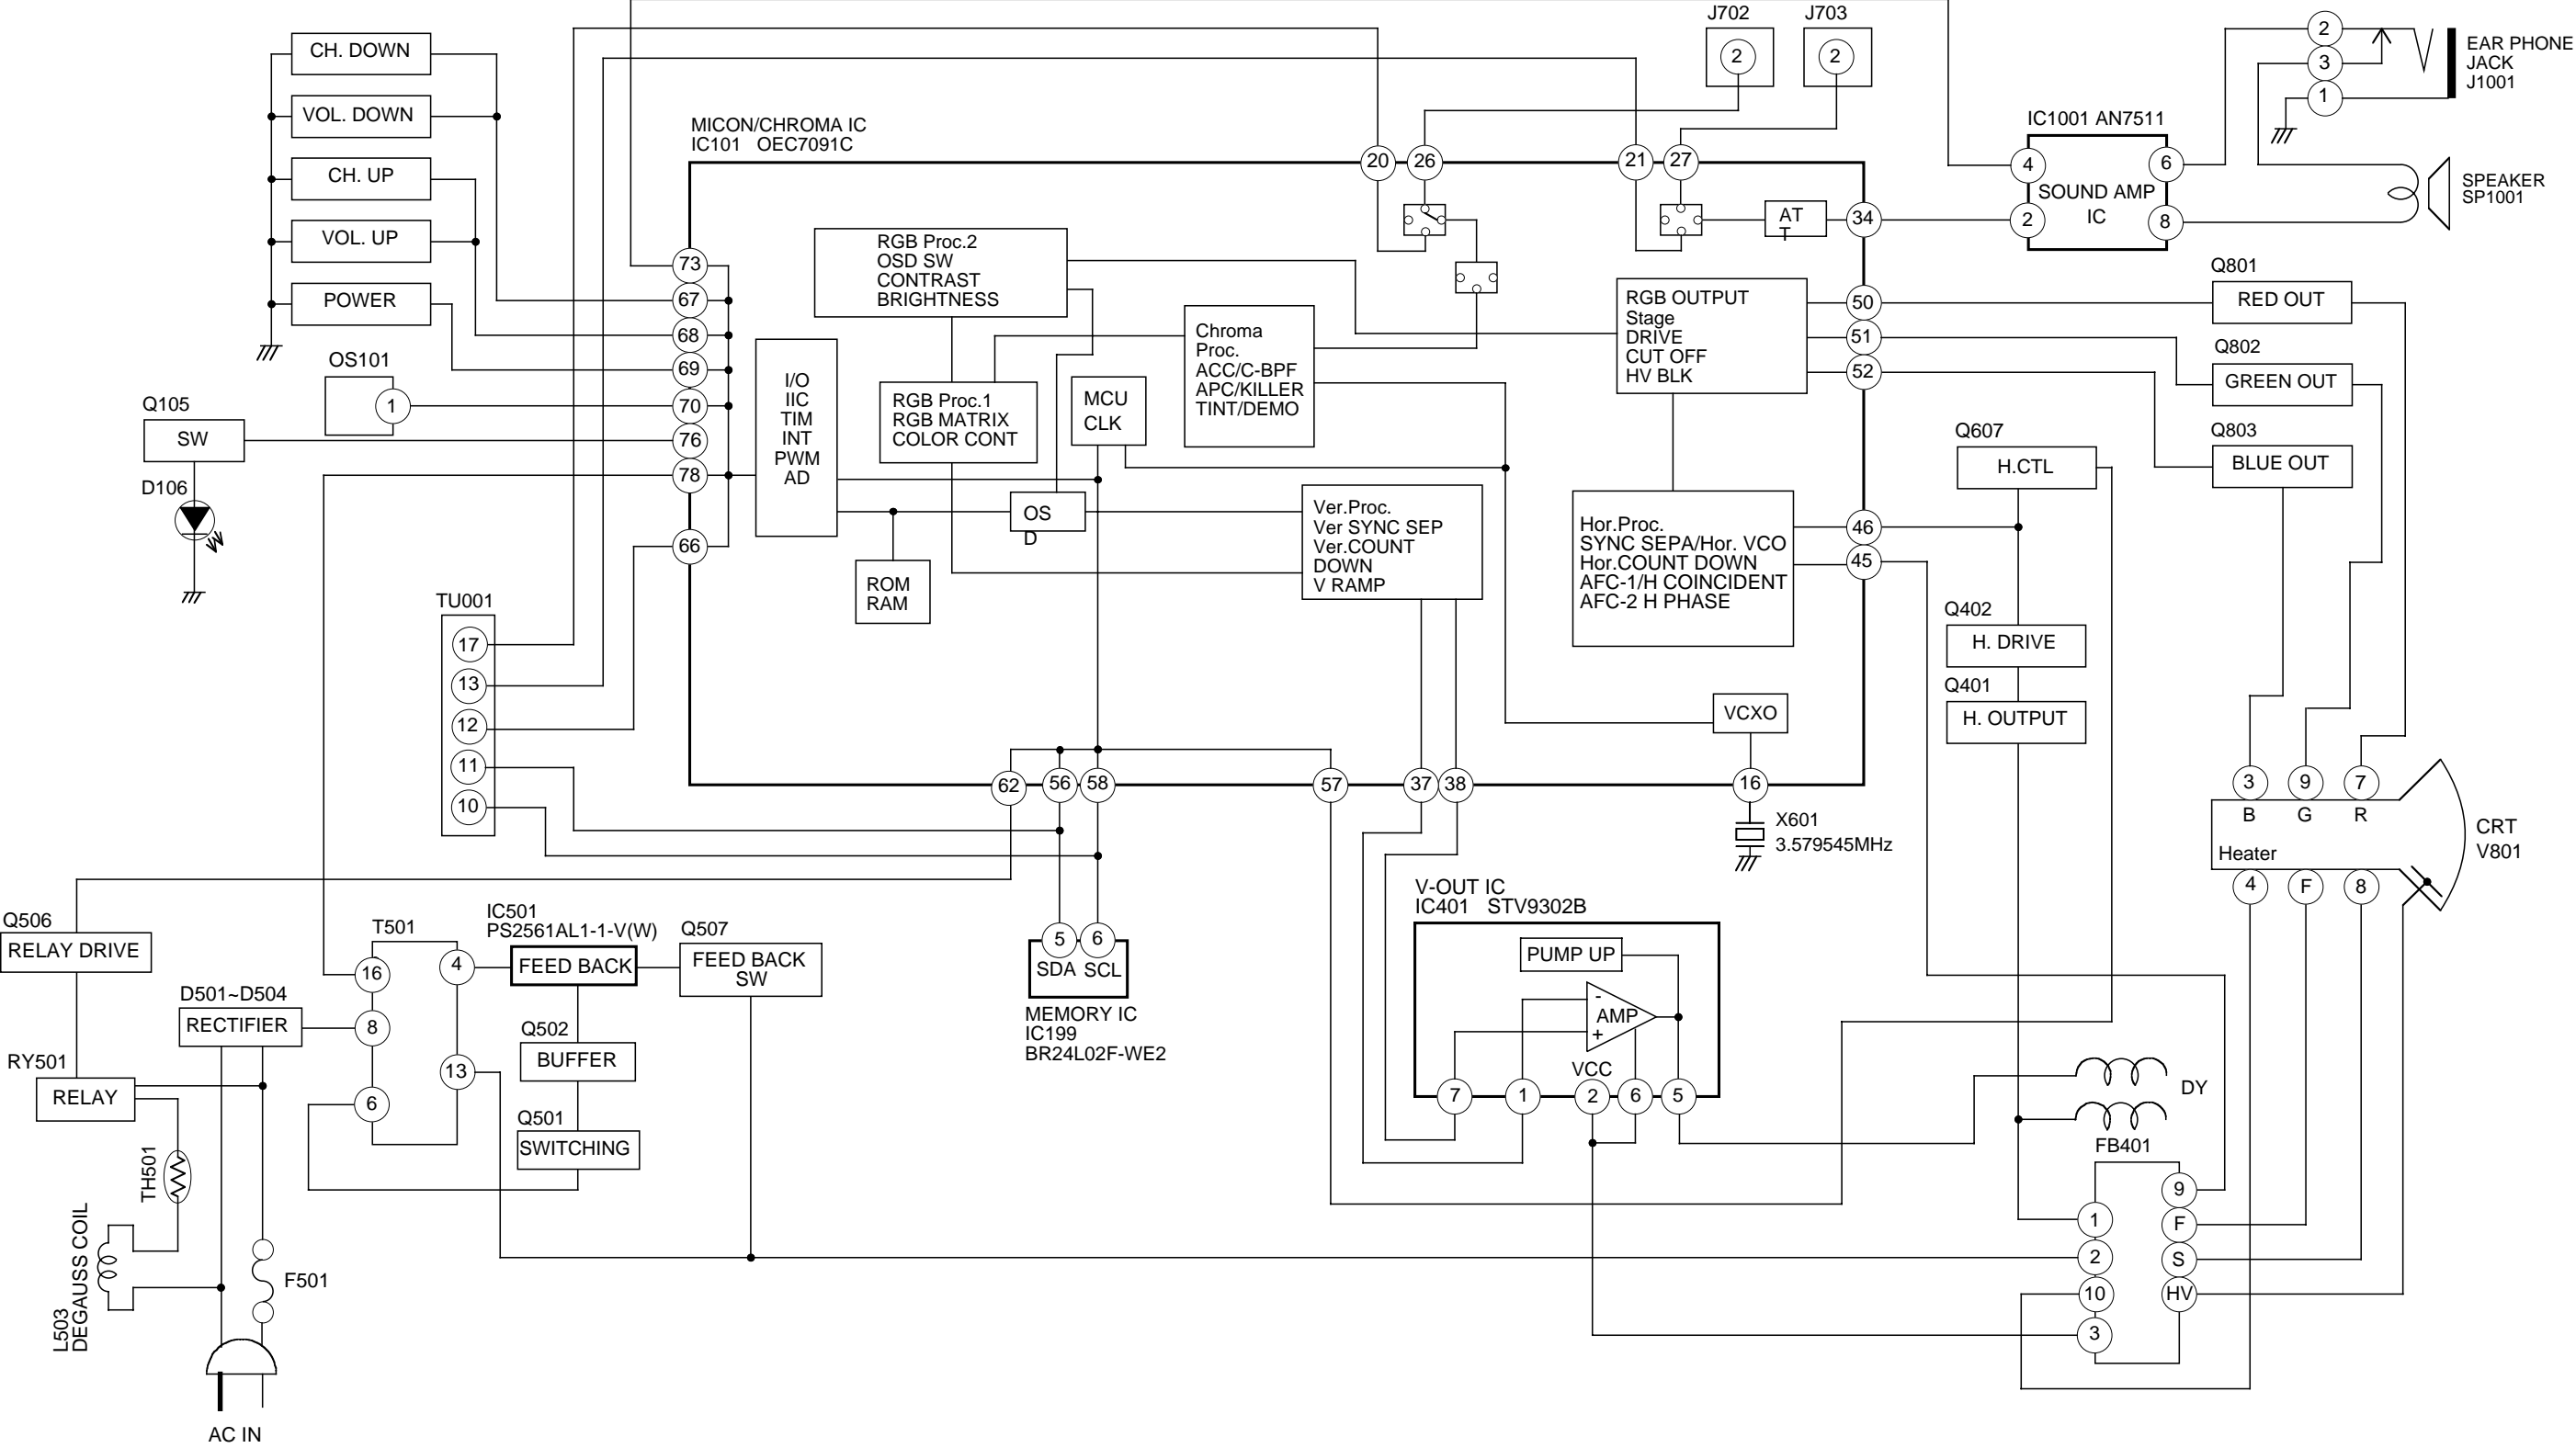 J702
J703
2
2
2
3
1
EAR PHONE
JACK
J1001
CH. DOWN
VOL. DOWN
CH. UP
VOL. UP
POWER
MICON/CHROMA IC
IC101 OEC7091C
20
26
21
27
IC1001 AN7511
4
6
SOUND AMP
IC
2
8
SPEAKER
SP1001
AT
T
34
73
67
68
69
70
76
78
66
RGB Proc.2
OSD SW
CONTRAST
BRIGHTNESS
Chroma
Proc.
ACC/C-BPF
APC/KILLER
TINT/DEMO
RGB OUTPUT
Stage
DRIVE
CUT OFF
HV BLK
50
51
52
Q801
RED OUT
Q802
GREEN OUT
Q803
BLUE OUT
OS101
1
Q105
SW
D106
I/O
IIC
TIM
INT
PWM
AD
RGB Proc.1
RGB MATRIX
COLOR CONT
MCU
CLK
OS
D
ROM
RAM
Ver.Proc.
Ver SYNC SEP
Ver.COUNT
DOWN
V RAMP
Hor.Proc.
SYNC SEPA/Hor. VCO
Hor.COUNT DOWN
AFC-1/H COINCIDENT
AFC-2 H PHASE
46
45
Q607
H.CTL
Q402
H. DRIVE
Q401
H. OUTPUT
TU001
17
13
12
11
10
VCXO
62
56
58
57
37
38
16
X601
3.579545MHz
3
9
7
B
G
R
Heater
4
F
8
CRT
V801
Q506
RELAY DRIVE
T501
16
4
8
13
6
IC501
PS2561AL1-1-V(W)
FEED BACK
Q507
FEED BACK
SW
D501~D504
RECTIFIER
Q502
BUFFER
Q501
SWITCHING
RY501
RELAY
TH501
L503
DEGAUSS COIL
F501
AC IN
5
6
SDA
SCL
MEMORY IC
IC199
BR24L02F-WE2
V-OUT IC
IC401 STV9302B
PUMP UP
-
AMP
+
VCC
7
1
2
6
5
DY
FB401
9
1
F
2
S
10
HV
3